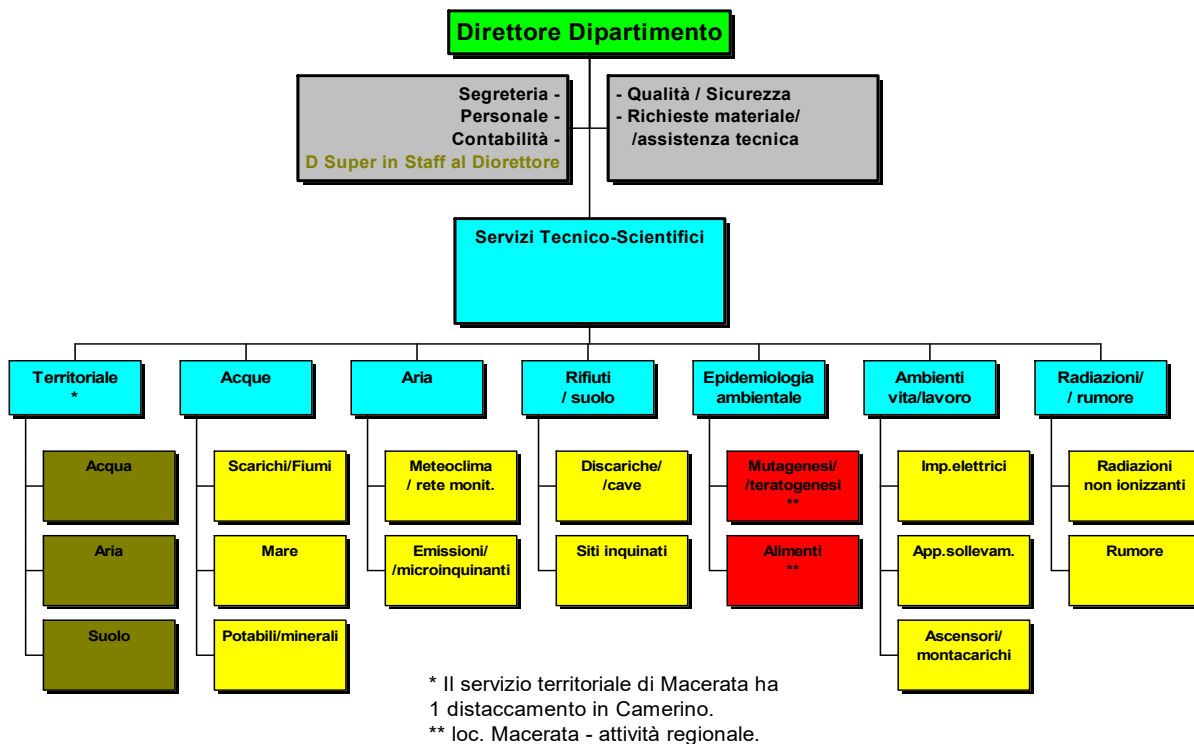 Direttore Dipartimento
Segreteria -
Personale -
Contabilità -
D Super in Staff al Diorettore
- Qualità / Sicurezza
- Richieste materiale/
/assistenza tecnica
Servizi Tecnico-Scientifici
Territoriale
*
Acque
Aria
Rifiuti
/ suolo
Epidemiologia
ambientale
Ambienti
vita/lavoro
Radiazioni/
/ rumore
Acqua
Scarichi/Fiumi
Meteoclima
/ rete monit.
Discariche/
/cave
Mutagenesi/
/teratogenesi
**
Imp.elettrici
Radiazioni
non ionizzanti
Aria
Mare
Emissioni/
/microinquinanti
Siti inquinati
Alimenti
**
App.sollevam.
Rumore
Suolo
Potabili/minerali
Ascensori/
montacarichi
* Il servizio territoriale di Macerata ha
1 distaccamento in Camerino.
** loc. Macerata - attività regionale.